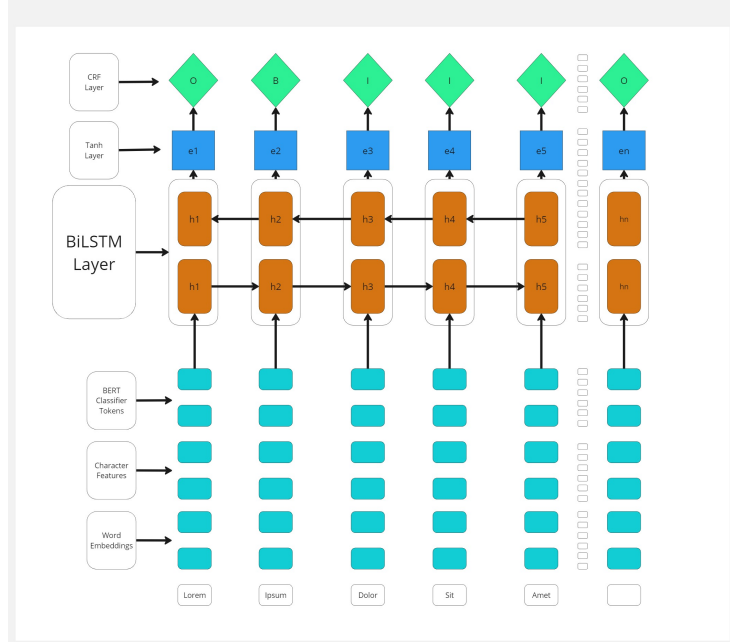 CRF
Layer
O
B
I
I
I
O
Tanh
Layer
e1
e2
e3
e4
e5
en
BiLSTM
Layer
h1
h2
h3
h4
h5
hn
h1
h2
h3
h4
h5
hn
BERT
Classifier
Tokens
Character
Features
Word
Embeddings
Lorem
Ipsum
Dolor
Sit
Amet